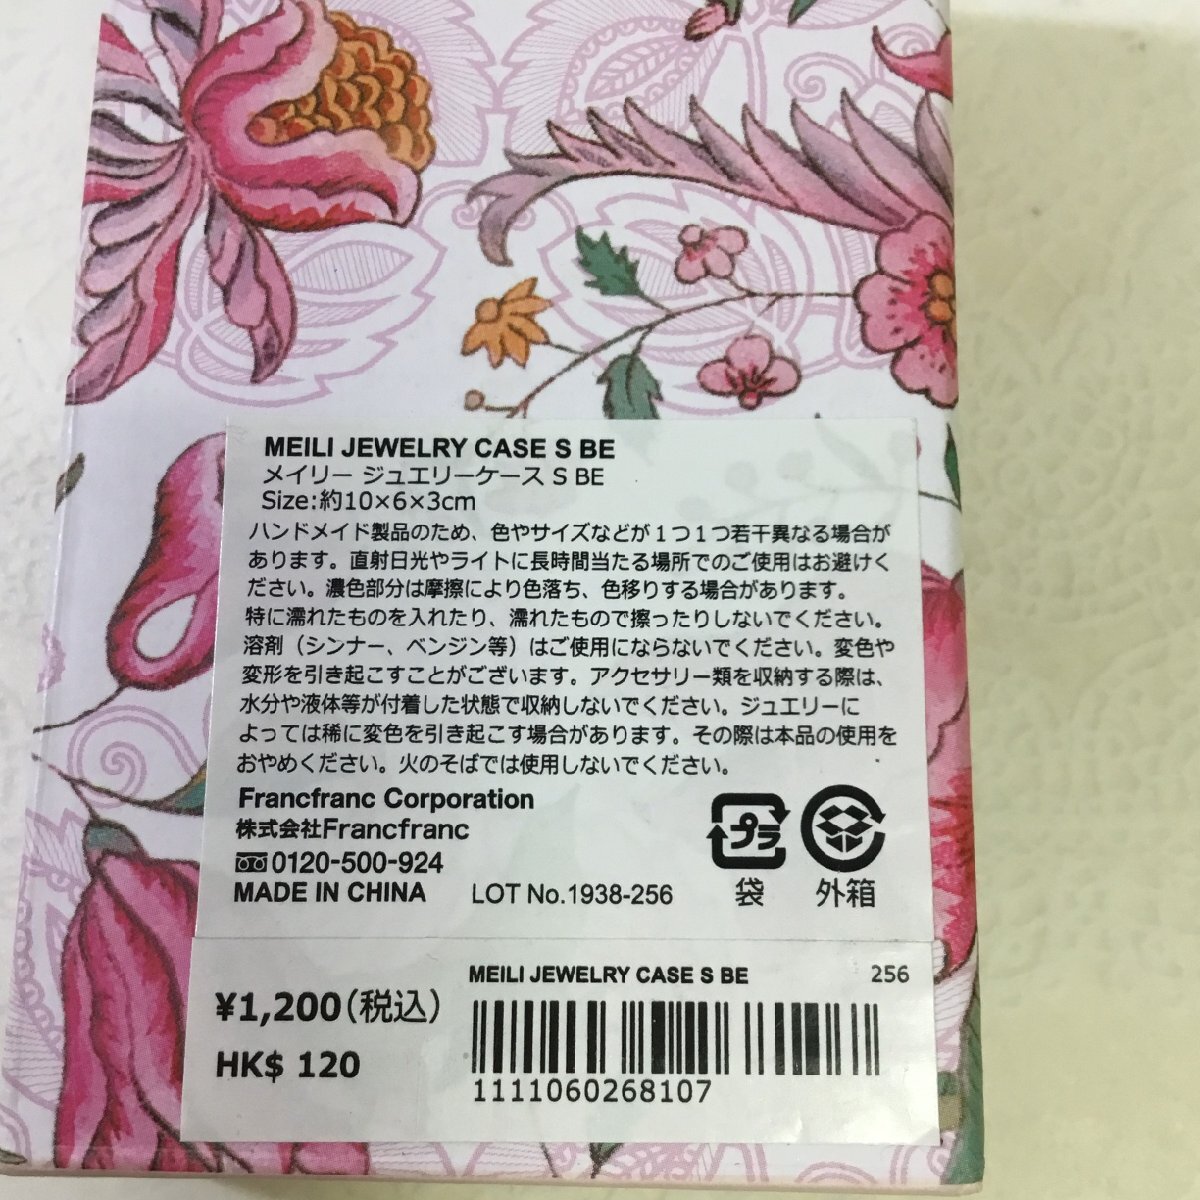 MEILI JEWELRY CASE S BE
メイリー ジュエリーケース S BE
Size:約10×6×3cm
ハンドメイド製品のため、色やサイズなどが１つ１つ若干異なる場合が
あります。直射日光やライトに長時間当たる場所でのご使用はお避けく
ださい。濃色部分は摩擦により色落ち、色移りする場合があります。
特に濡れたものを入れたり、濡れたもので擦ったりしないでください。
溶剤（シンナー、ベンジン等）はご使用にならないでください。変色や
変形を引き起こすことがございます。アクセサリー類を収納する際は、
水分や液体等が付着した状態で収納しないでください。ジュエリーに
よっては稀に変色を引き起こす場合があります。その際は本品の使用を
おやめください。火のそばでは使用しないでください。
Francfranc Corporation
株式会社Francfranc
0120-500-924
MADE IN CHINA LOT No.1938-256
プラ
袋 外箱
MEILI JEWELRY CASE S BE 256
¥1,200(税込)
HK$ 120
1111060268107